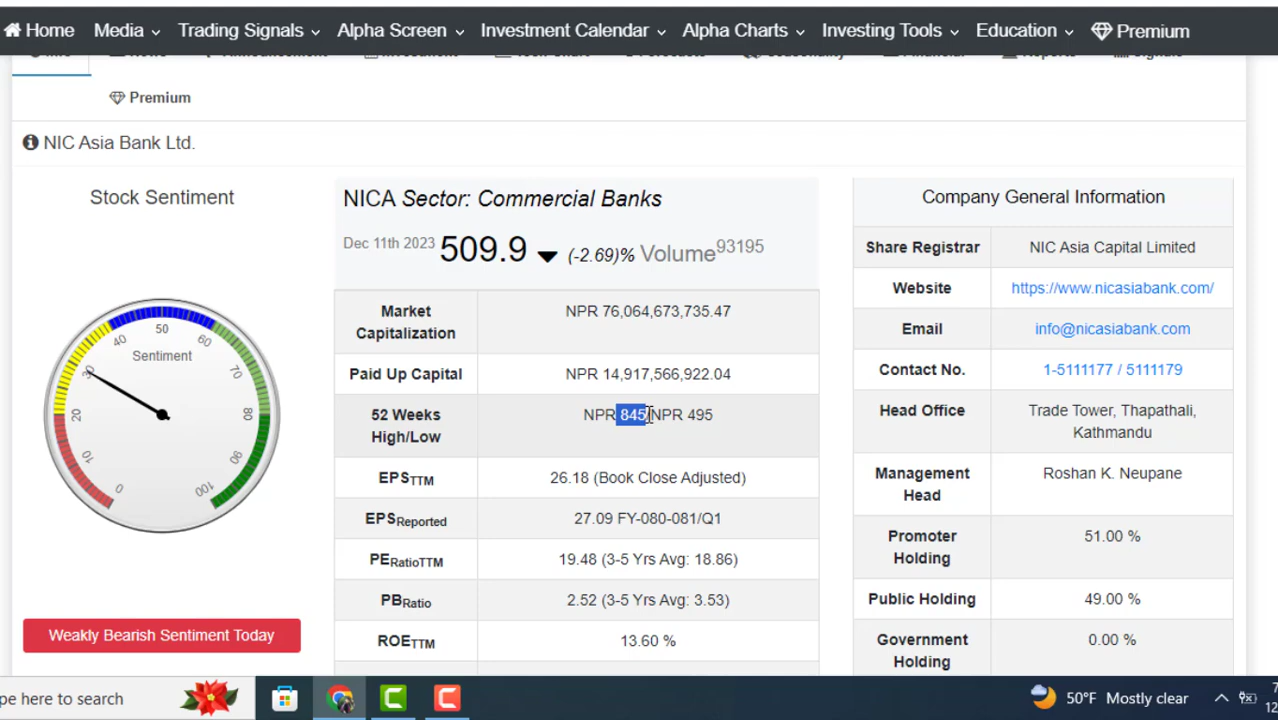 Home Media Trading Signals Alpha Screen Investment Calendar Alpha Charts Investing Tools Education Premium
Premium
NIC Asia Bank Ltd.
Stock Sentiment
0 10 20 30 40 50 60 70 80 90 100
Sentiment
Weakly Bearish Sentiment Today
NICA Sector: Commercial Banks
Dec 11th 2023 509.9 (-2.69)% Volume 93195
Market Capitalization NPR 76,064,673,735.47
Paid Up Capital NPR 14,917,566,922.04
52 Weeks High/Low NPR 845/NPR 495
EPSTTM 26.18 (Book Close Adjusted)
EPSReported 27.09 FY-080-081/Q1
PERatioTTM 19.48 (3-5 Yrs Avg: 18.86)
PBRatio 2.52 (3-5 Yrs Avg: 3.53)
ROETTM 13.60 %
Company General Information
Share Registrar NIC Asia Capital Limited
Website https://www.nicasiabank.com/
Email info@nicasiabank.com
Contact No. 1-5111177 / 5111179
Head Office Trade Tower, Thapathali,
Kathmandu
Management Head Roshan K. Neupane
Promoter Holding 51.00 %
Public Holding 49.00 %
Government Holding 0.00 %
pe here to search
50°F Mostly clear